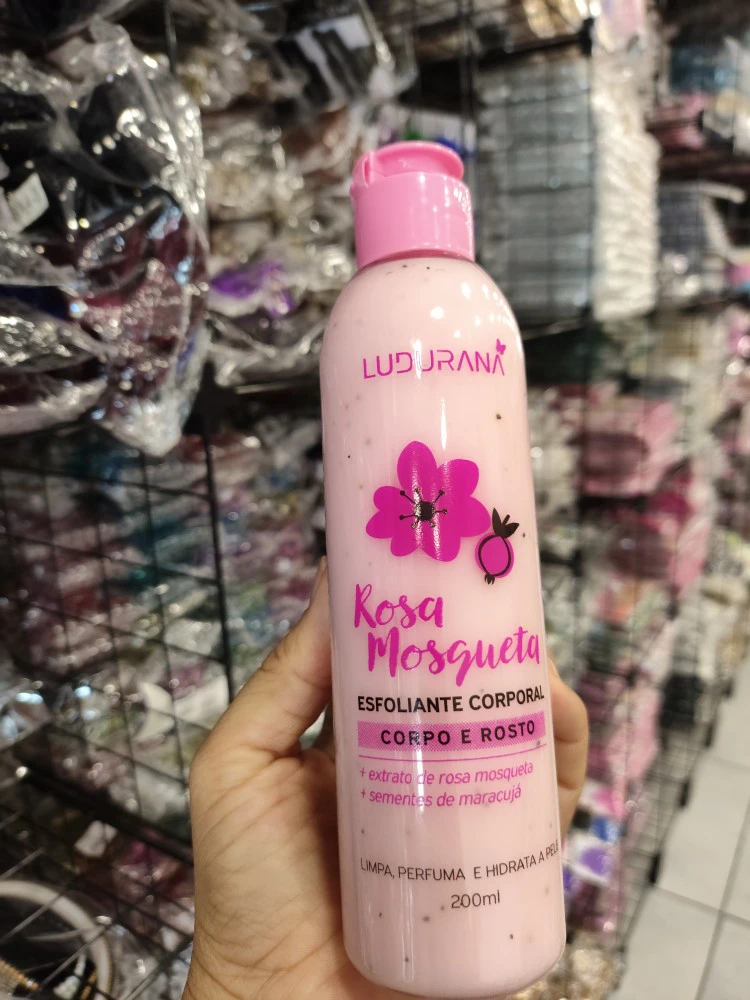 LUDURANA
Rosa
Mosqueta
ESFOLIANTE CORPORAL
CORPO E ROSTO
+ extrato de rosa mosqueta
+ sementes de maracujá
LIMPA, PERFUMA E HIDRATA A PELE
200ml